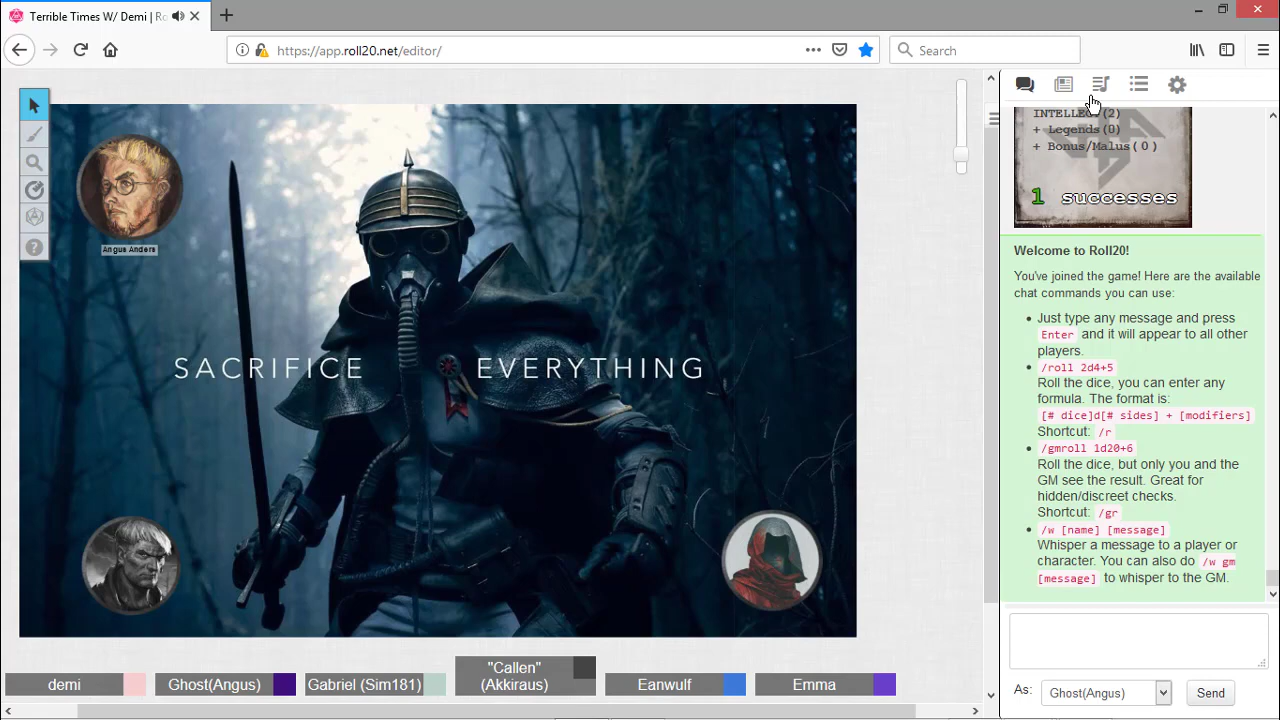 Terrible Times W/ Demi | Ro
https://app.roll20.net/editor/
Search
INTELLECT(2)
+ Legends(0)
+ Bonus/Malus( 0 )
1 successes
Angus Anders
SACRIFICE EVERYTHING
Welcome to Roll20!
You've joined the game! Here are the available
chat commands you can use:
Just type any message and press
Enter and it will appear to all other
players.
/roll 2d4+5
Roll the dice, you can enter any
formula. The format is:
[# dice]d[# sides] + [modifiers]
Shortcut: /r
/gmroll 1d20+6
Roll the dice, but only you and the
GM see the result. Great for
hidden/discreet checks.
Shortcut: /gr
/w [name] [message]
Whisper a message to a player or
character. You can also do /w gm
[message] to whisper to the GM.
demi
Ghost(Angus)
Gabriel (Sim181)
"Callen"
(Akkiraus)
Eanwulf
Emma
As: Ghost(Angus) Send